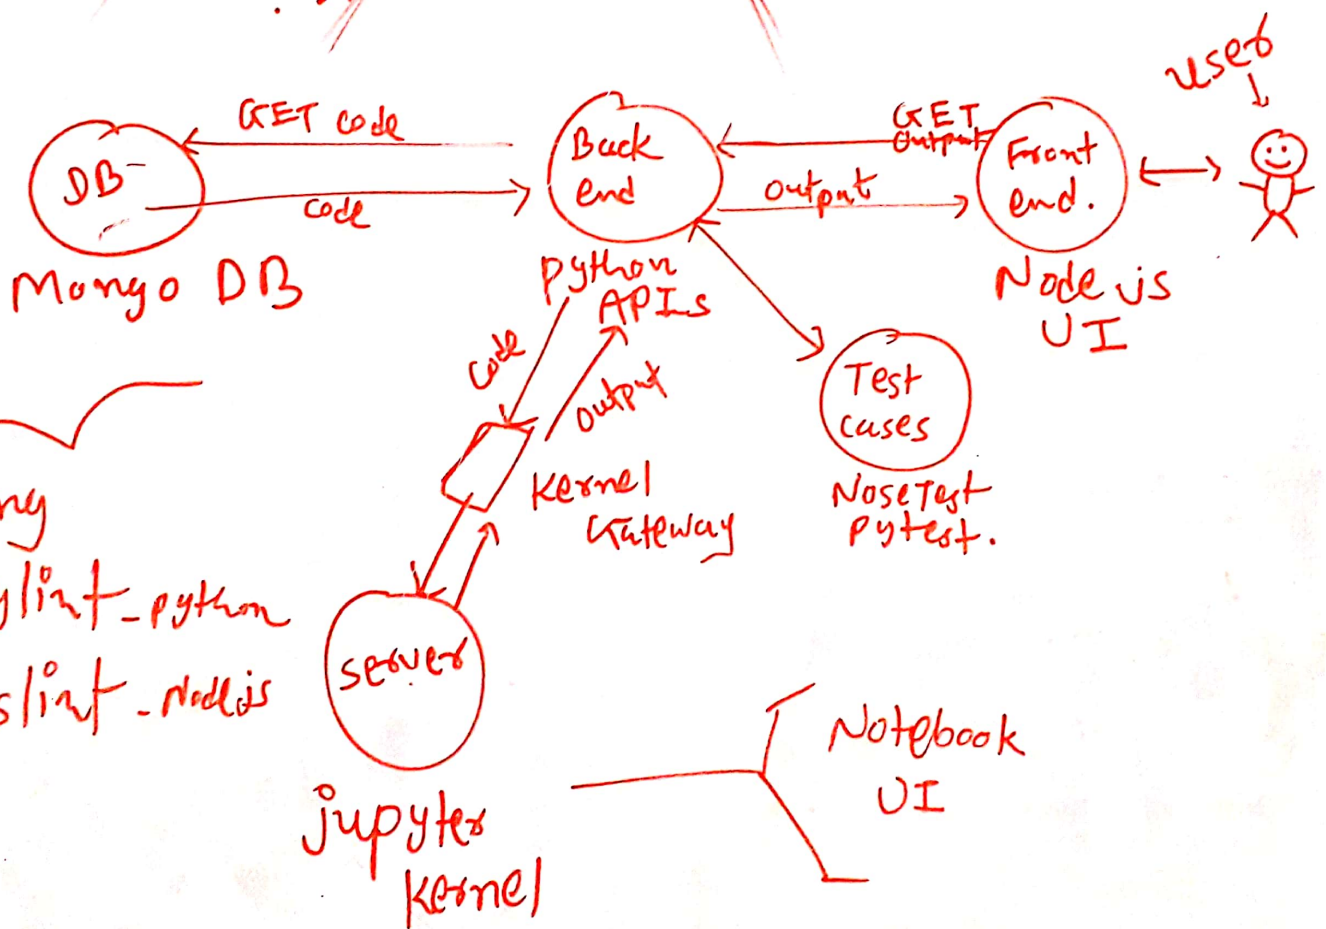 user
GET code
GET
output
DB
Back
end
Front
end.
code
output
Mongo DB
python
APIs
Node js
UI
code
output
Test
cases
Kernel
Gateway
NoseTest
pytest.
ylint_python
slint_Nodejs
server
Notebook
UI
jupyter
kernel